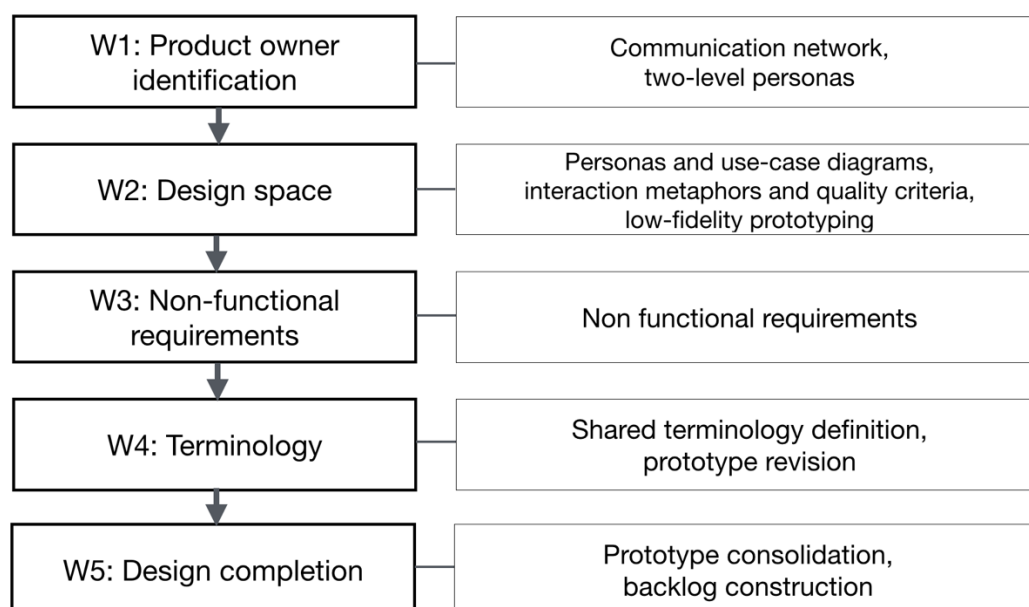 W1: Product owner
identification
Communication network,
two-level personas
W2: Design space
Personas and use-case diagrams,
interaction metaphors and quality criteria,
low-fidelity prototyping
W3: Non-functional
requirements
Non functional requirements
W4: Terminology
Shared terminology definition,
prototype revision
W5: Design completion
Prototype consolidation,
backlog construction